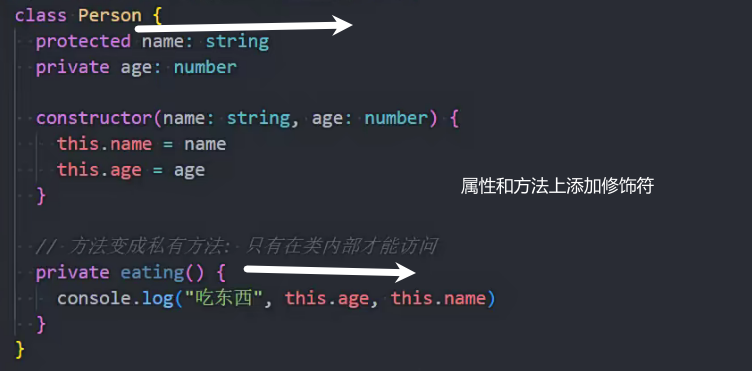 class Person {
protected name: string
private age: number
constructor(name: string, age: number) {
this.name = name
this.age = age
}
属性和方法上添加修饰符
// 方法变成私有方法: 只有在类内部才能访问
private eating() {
console.log("吃东西", this.age, this.name)
}
}